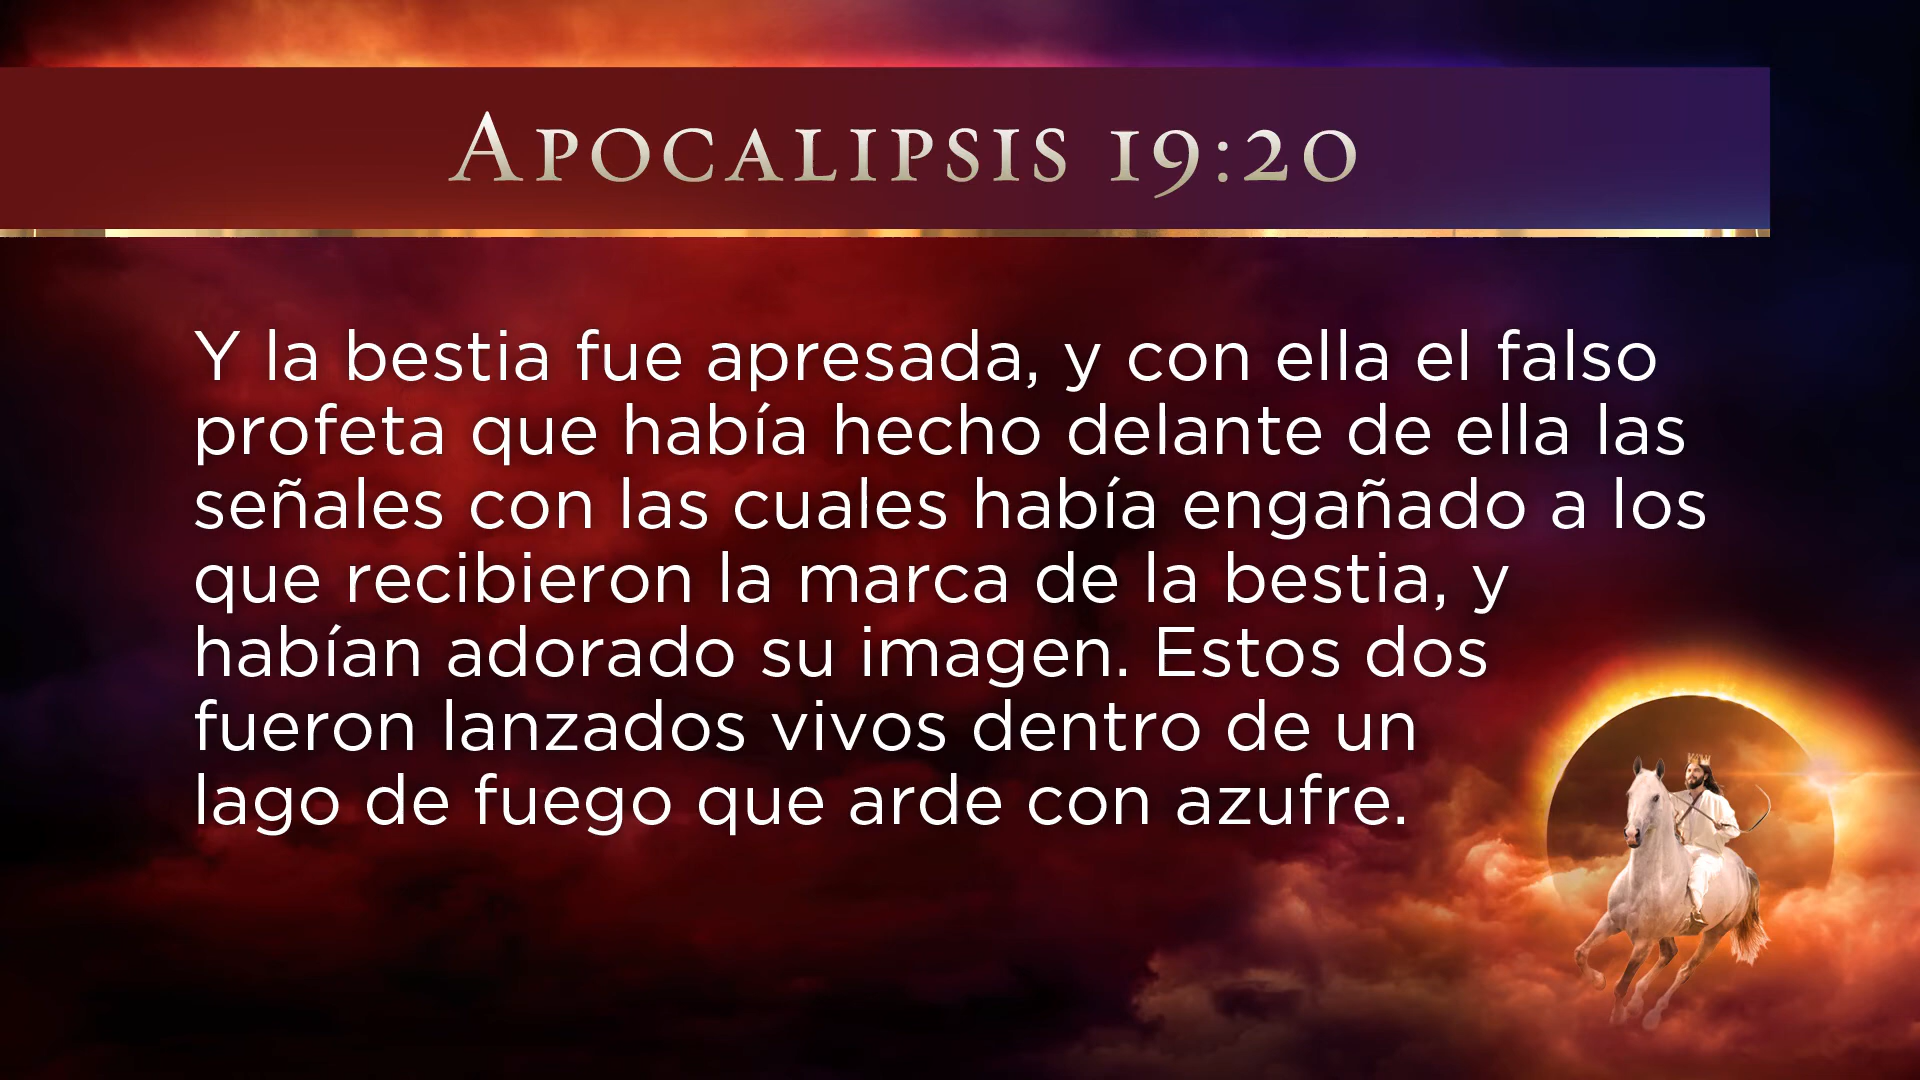 Apocalipsis 19:20
Y la bestia fue apresada, y con ella el falso
profeta que había hecho delante de ella las
señales con las cuales había engañado a los
que recibieron la marca de la bestia, y
habían adorado su imagen. Estos dos
fueron lanzados vivos dentro de un
lago de fuego que arde con azufre.